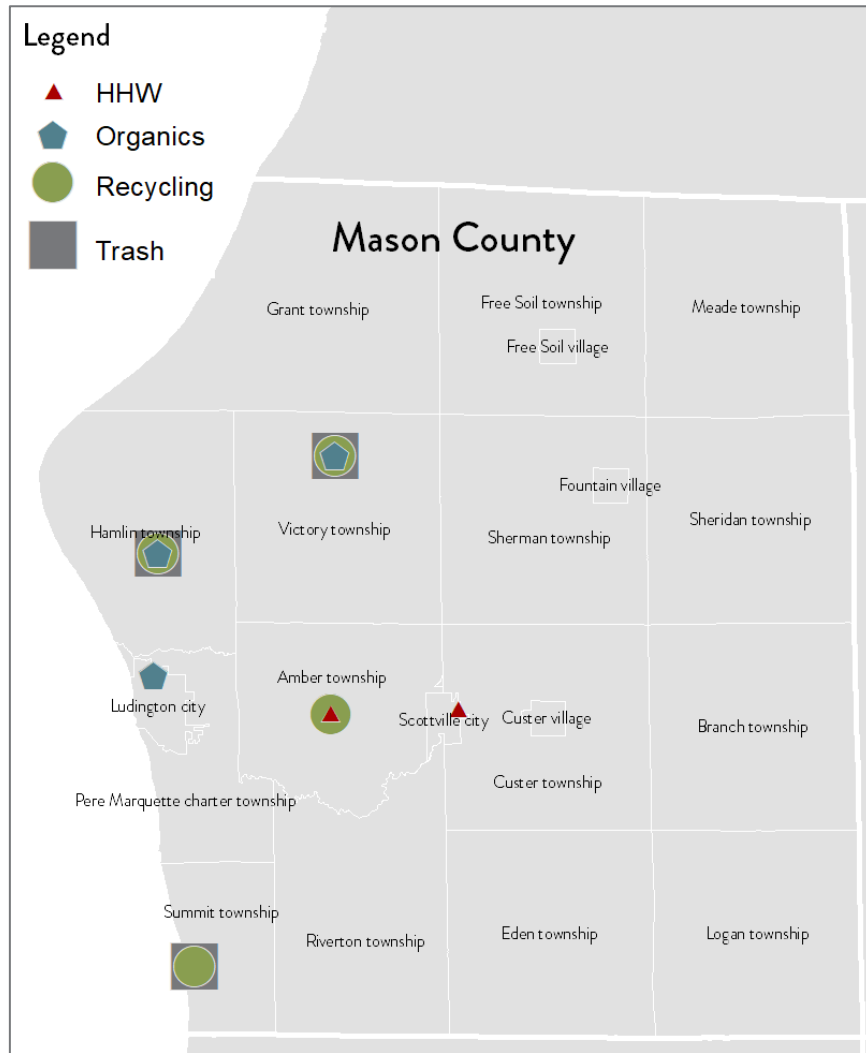 Legend
HHW
Organics
Recycling
Trash
Mason County
Grant township
Free Soil township
Meade township
Free Soil village
Fountain village
Hamlin township
Victory township
Sherman township
Sheridan township
Amber township
Ludington city
Scottville city
Custer village
Branch township
Custer township
Pere Marquette charter township
Summit township
Riverton township
Eden township
Logan township